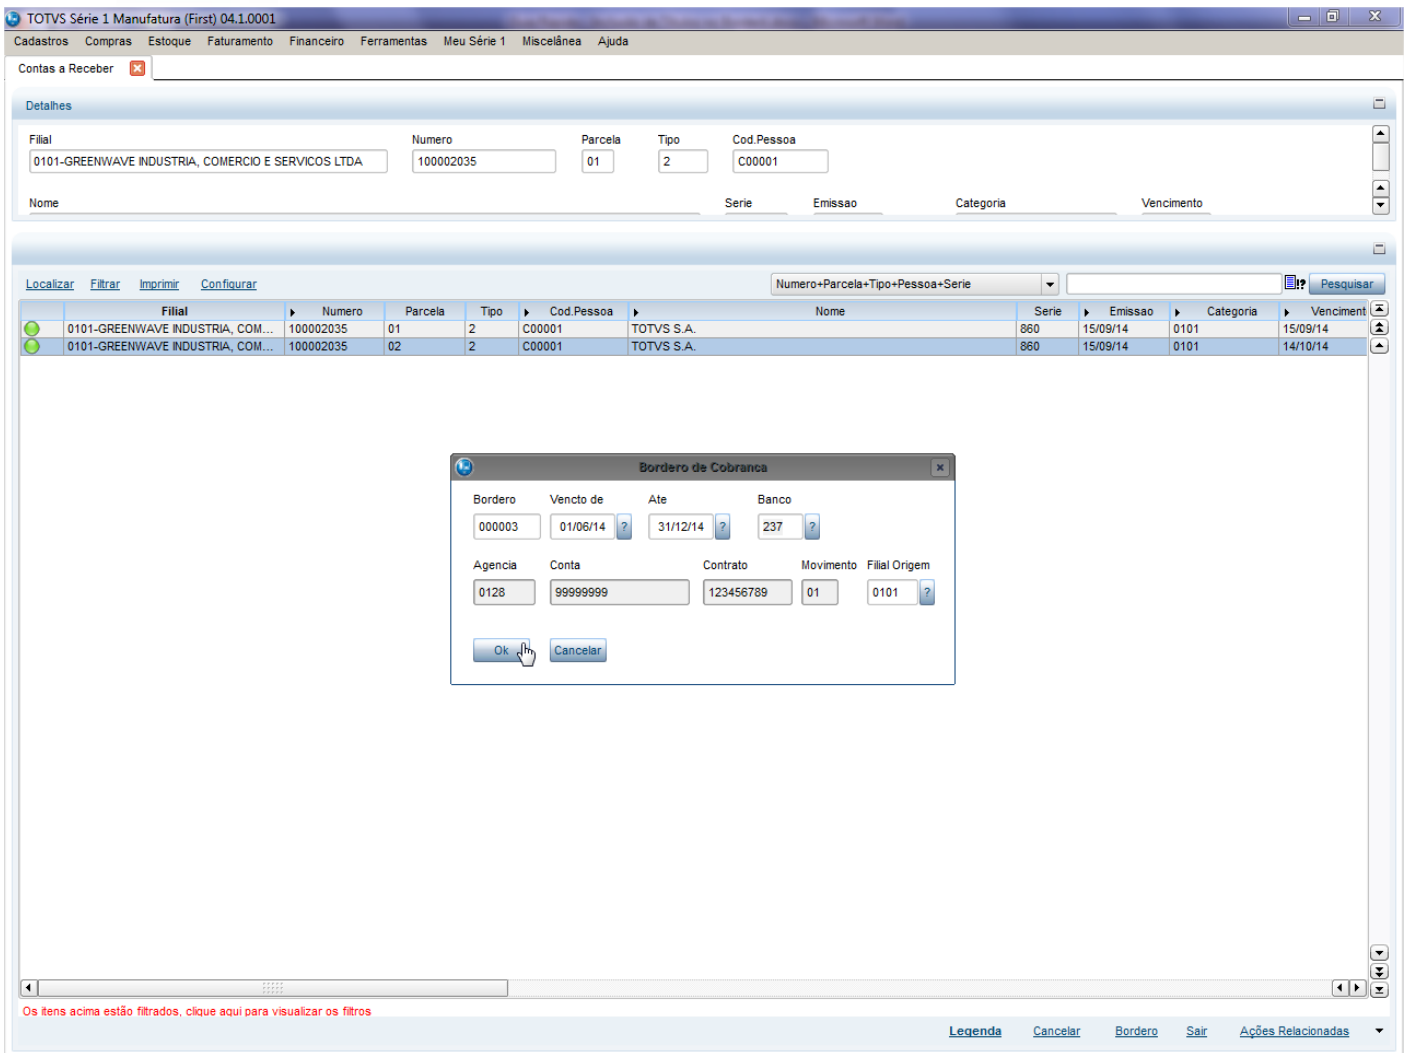 TOTVS Série 1 Manufatura (First) 04.1.0001
Cadastros Compras Estoque Faturamento Financeiro Ferramentas Meu Série 1 Miscelânea Ajuda
Contas a Receber
Detalhes
Filial Numero Parcela Tipo Cod.Pessoa
0101-GREENWAVE INDUSTRIA, COMERCIO E SERVICOS LTDA 100002035 01 2 C00001
Nome Serie Emissao Categoria Vencimento
Localizar Filtrar Imprimir Configurar Numero+Parcela+Tipo+Pessoa+Serie !? Pesquisar
Filial Numero Parcela Tipo Cod.Pessoa Nome Serie Emissao Categoria Venciment
0101-GREENWAVE INDUSTRIA, COM... 100002035 01 2 C00001 TOTVS S.A. 860 15/09/14 0101 15/09/14
0101-GREENWAVE INDUSTRIA, COM... 100002035 02 2 C00001 TOTVS S.A. 860 15/09/14 0101 14/10/14
Bordero de Cobranca
Bordero Vencto de Ate Banco
000003 01/06/14 ? 31/12/14 ? 237 ?
Agencia Conta Contrato Movimento Filial Origem
0128 99999999 123456789 01 0101 ?
Ok Cancelar
Os itens acima estão filtrados, clique aqui para visualizar os filtros
Legenda Cancelar Bordero Sair Ações Relacionadas